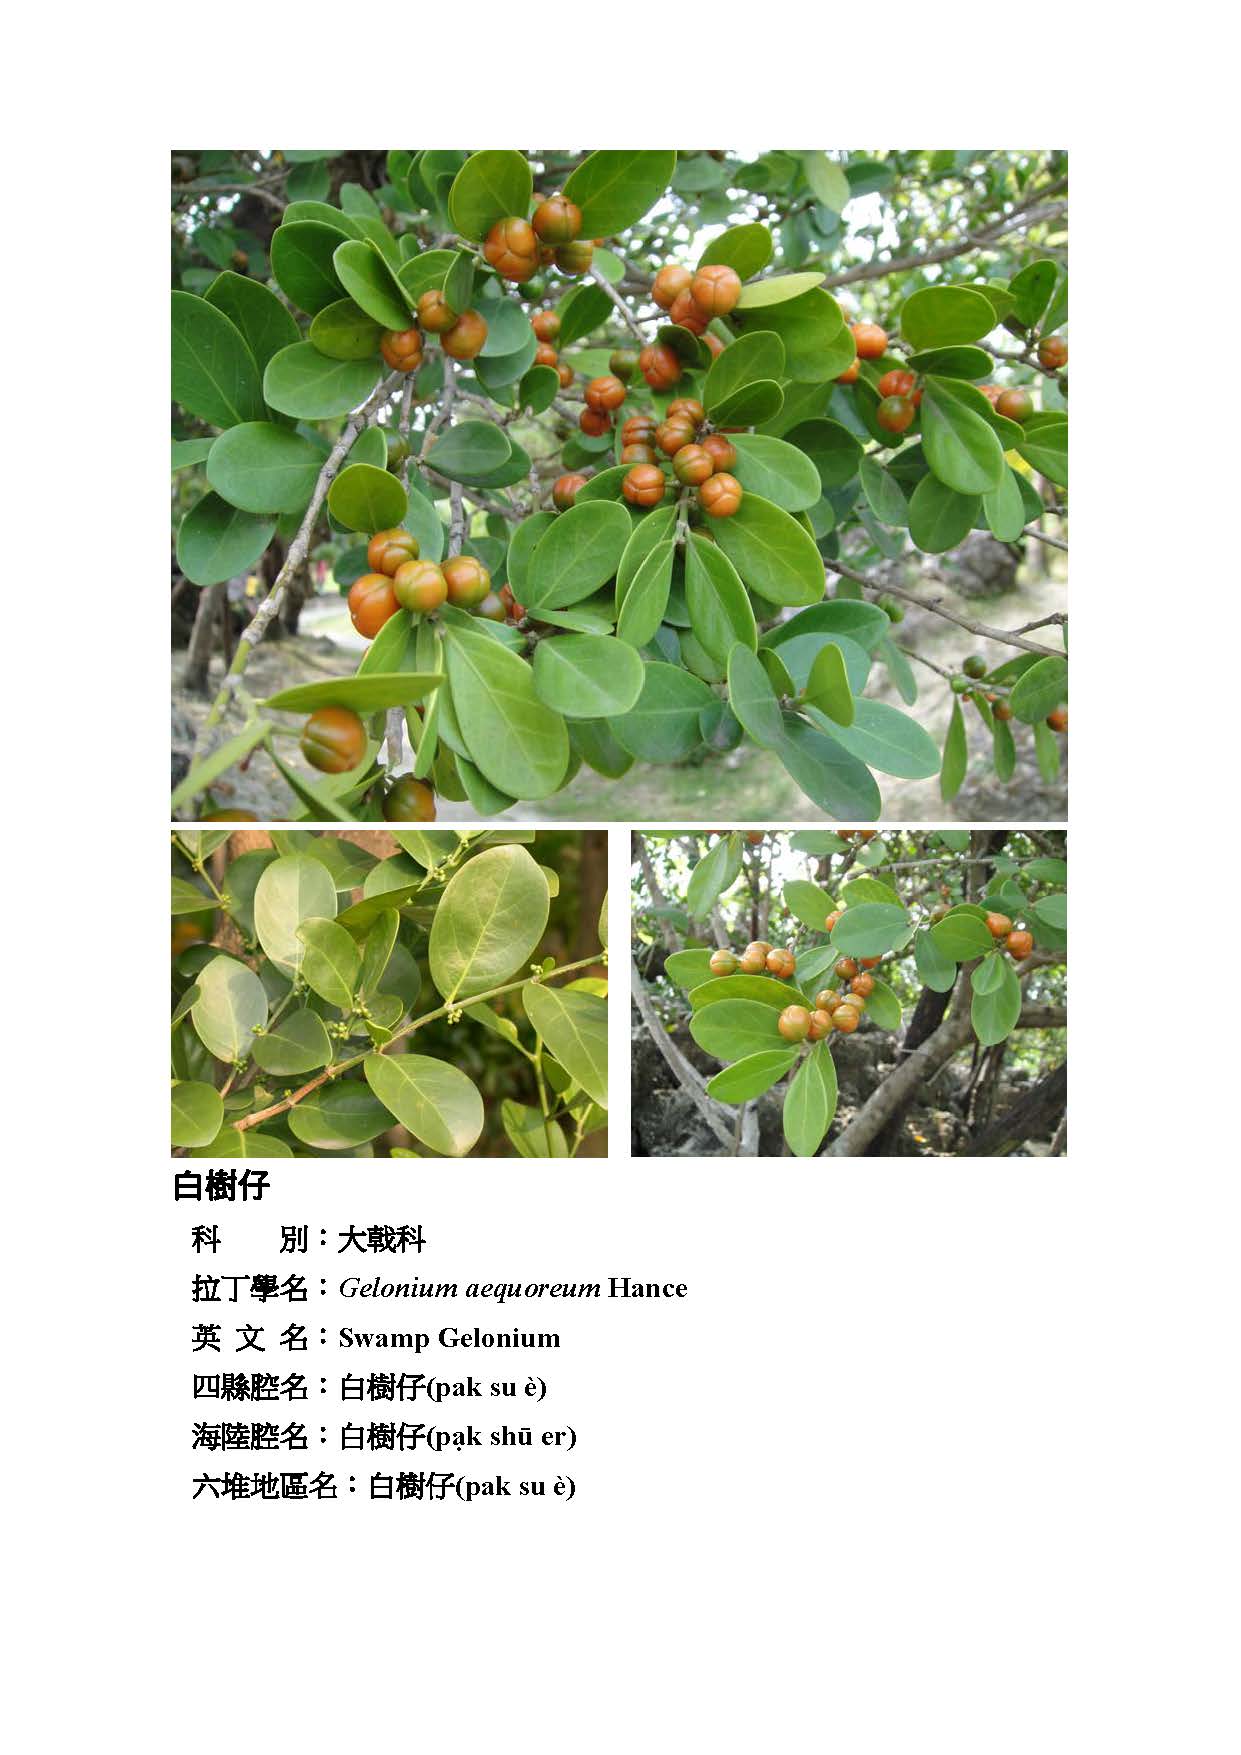 白樹仔
科　　別：大戟科
拉丁學名：Gelonium aequoreum Hance
英 文 名：Swamp Gelonium
四縣腔名：白樹仔(pak su è)
海陸腔名：白樹仔(pạk shū er)
六堆地區名：白樹仔(pak su è)